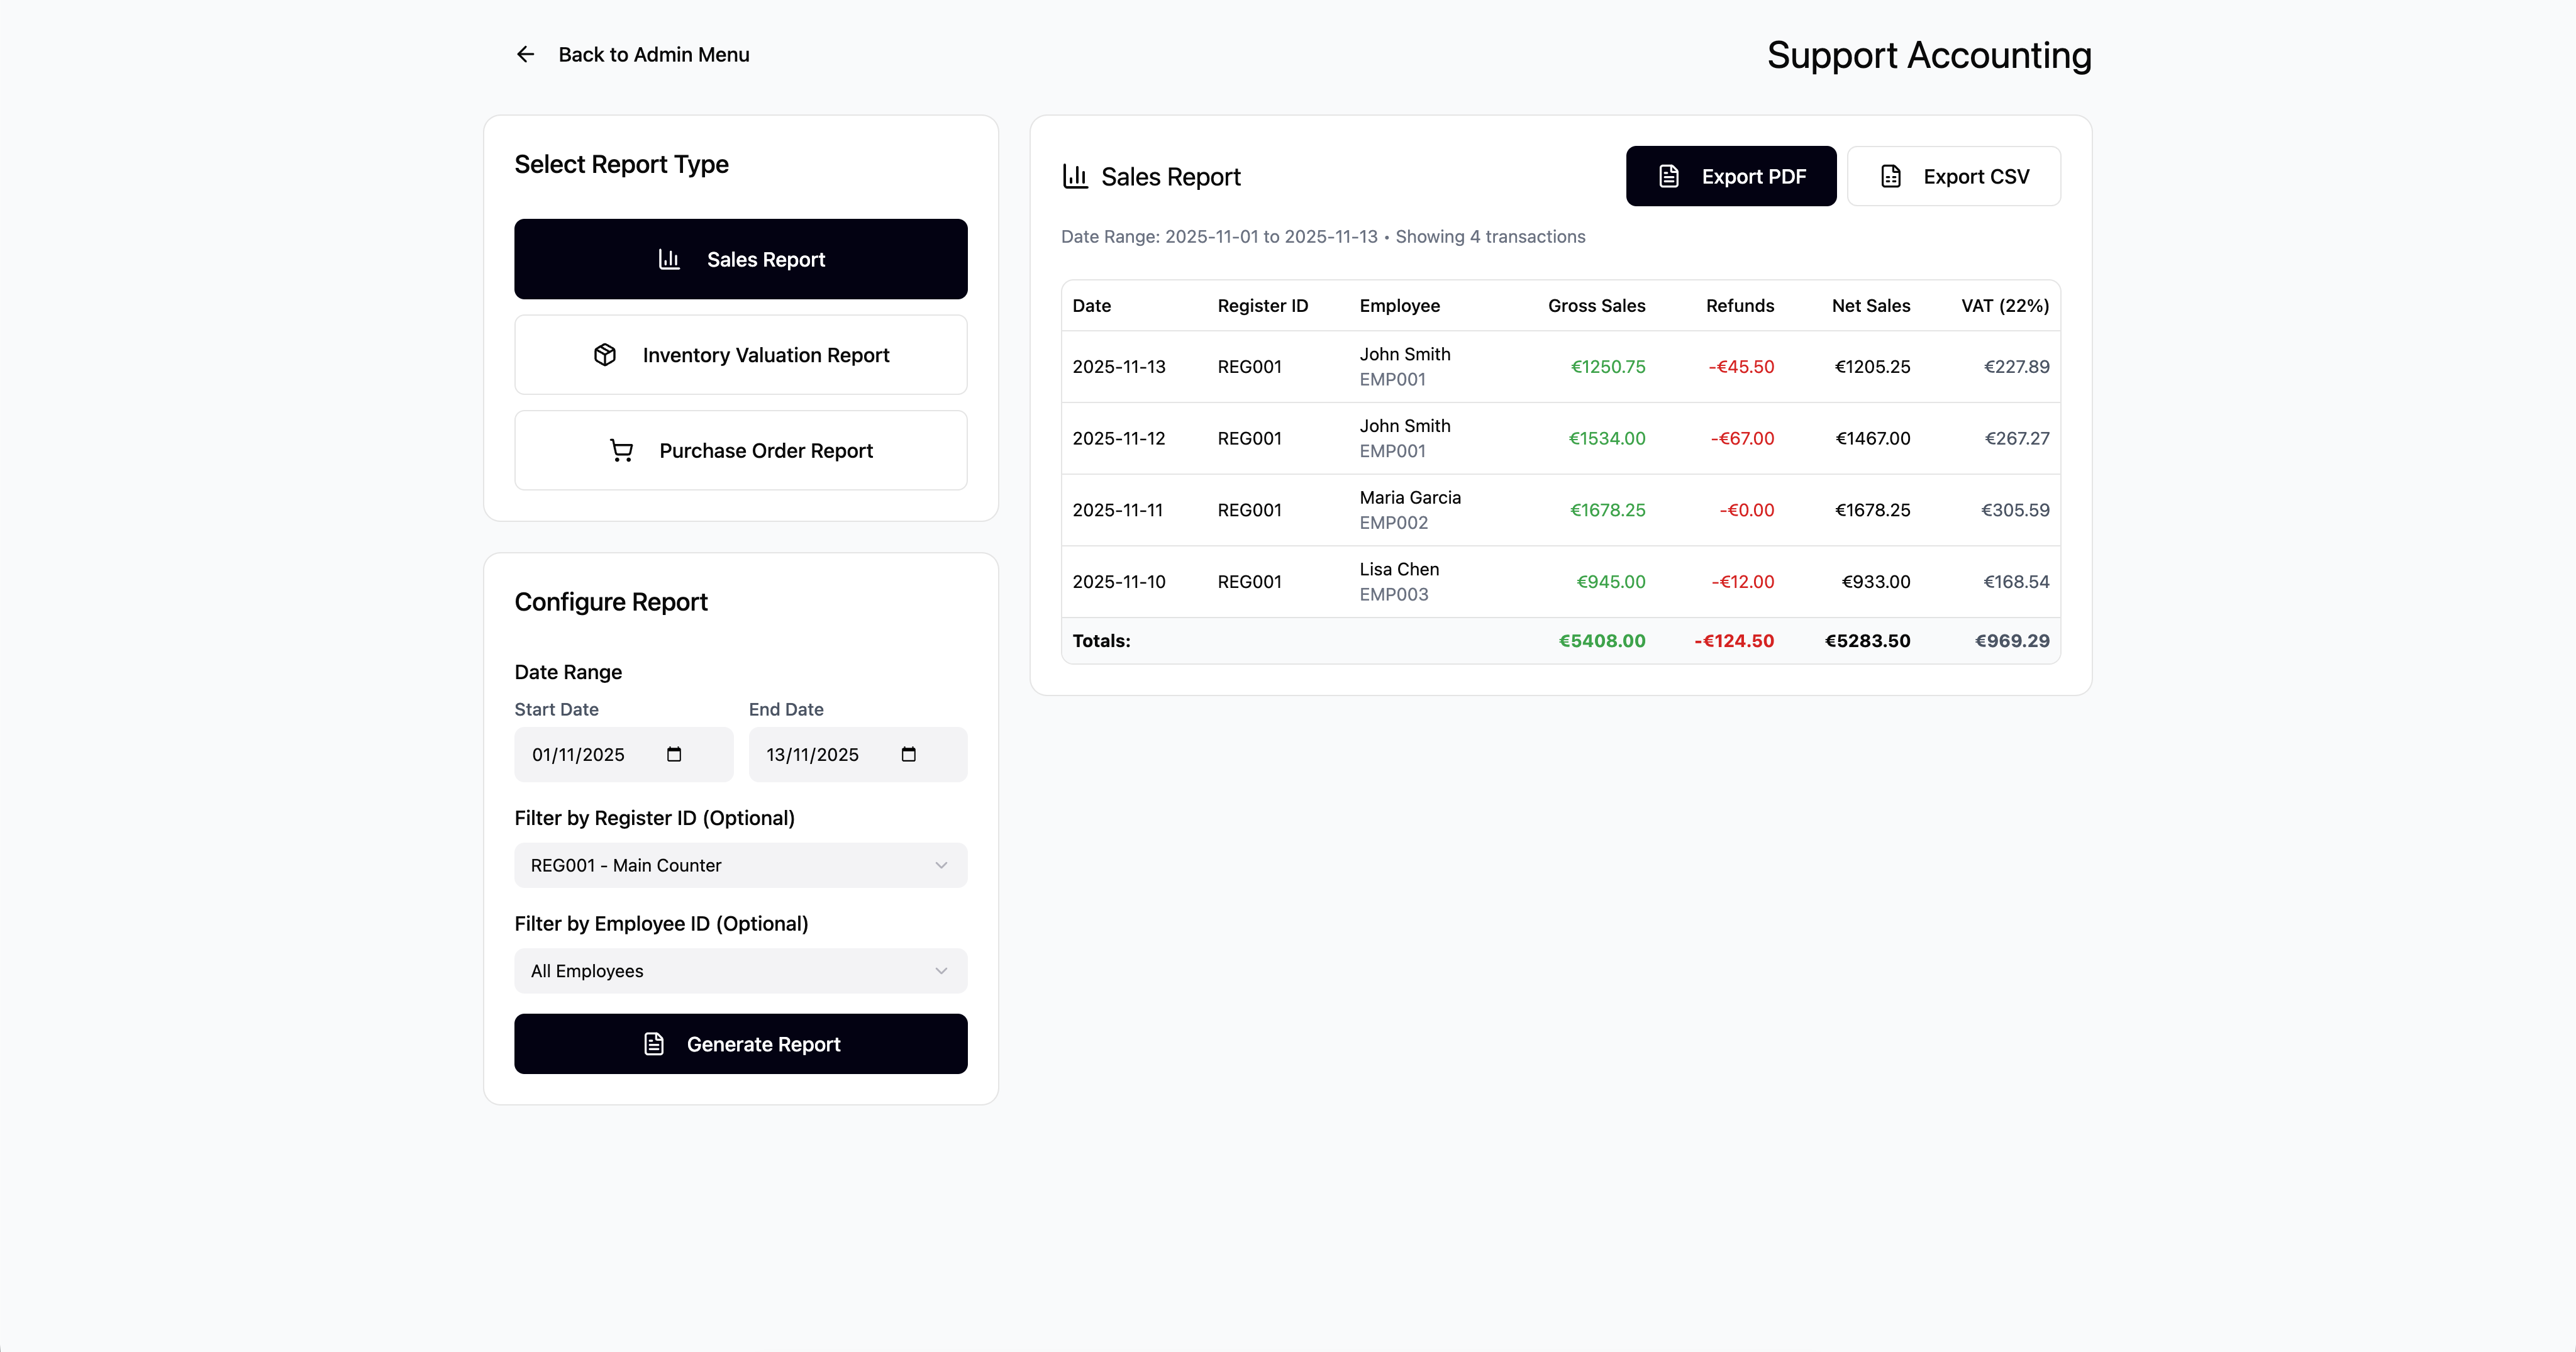 Back to Admin Menu
Support Accounting
Select Report Type
Sales Report
Inventory Valuation Report
Purchase Order Report
Configure Report
Date Range
Start Date End Date
01/11/2025 13/11/2025
Filter by Register ID (Optional)
REG001 - Main Counter
Filter by Employee ID (Optional)
All Employees
Generate Report
Sales Report
Export PDF
Export CSV
Date Range: 2025-11-01 to 2025-11-13 • Showing 4 transactions
Date Register ID Employee Gross Sales Refunds Net Sales VAT (22%)
2025-11-13 REG001 John Smith EMP001 €1250.75 -€45.50 €1205.25 €227.89
2025-11-12 REG001 John Smith EMP001 €1534.00 -€67.00 €1467.00 €267.27
2025-11-11 REG001 Maria Garcia EMP002 €1678.25 -€0.00 €1678.25 €305.59
2025-11-10 REG001 Lisa Chen EMP003 €945.00 -€12.00 €933.00 €168.54
Totals: €5408.00 -€124.50 €5283.50 €969.29